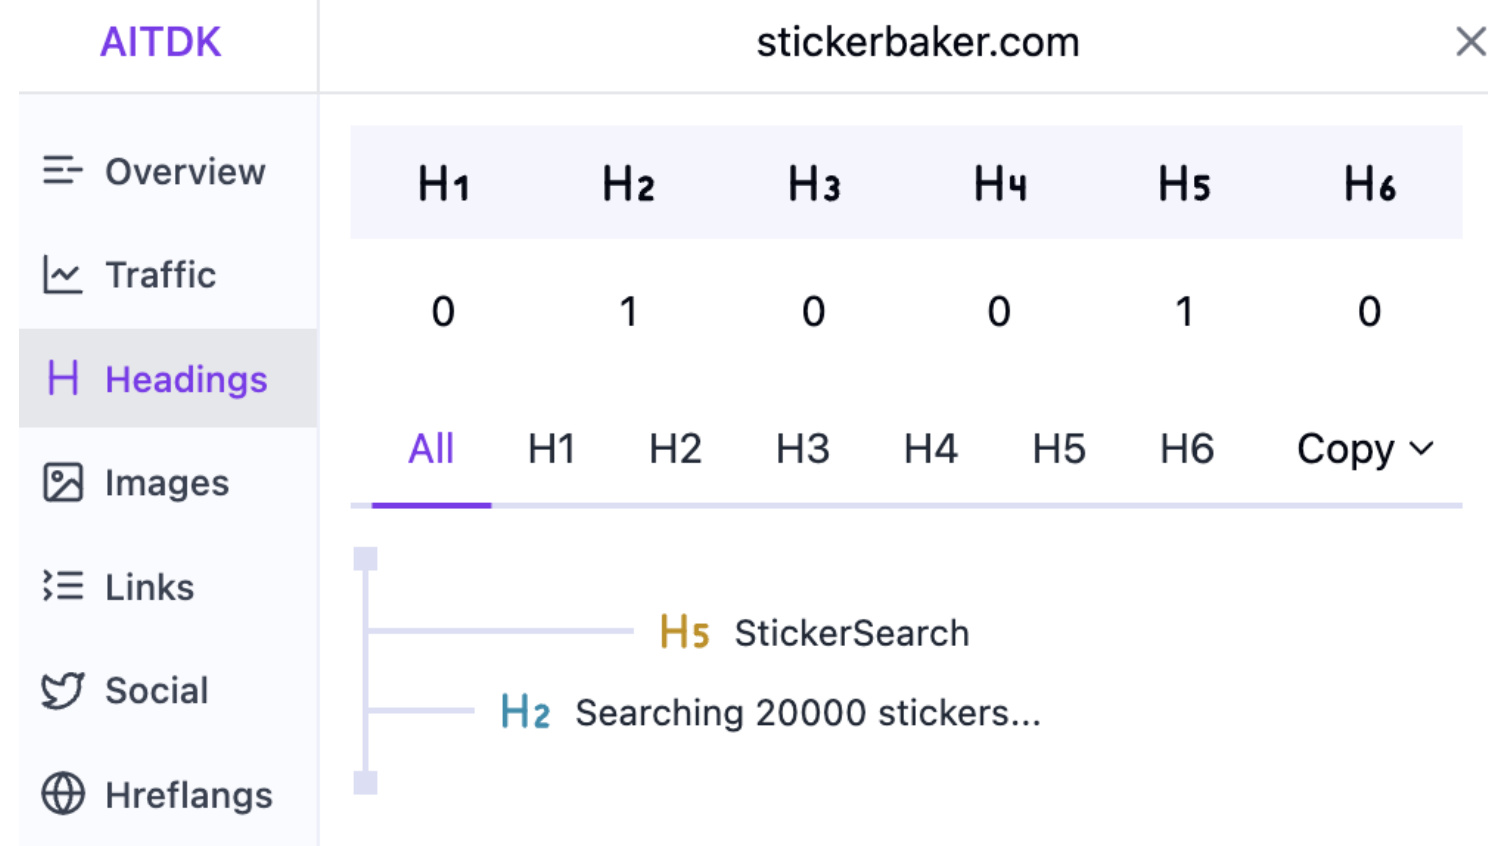 AITDK
stickerbaker.com
Overview
Traffic
Headings
Images
Links
Social
Hreflangs
H1 H2 H3 H4 H5 H6
0 1 0 0 1 0
All H1 H2 H3 H4 H5 H6 Copy
H5 StickerSearch
H2 Searching 20000 stickers...